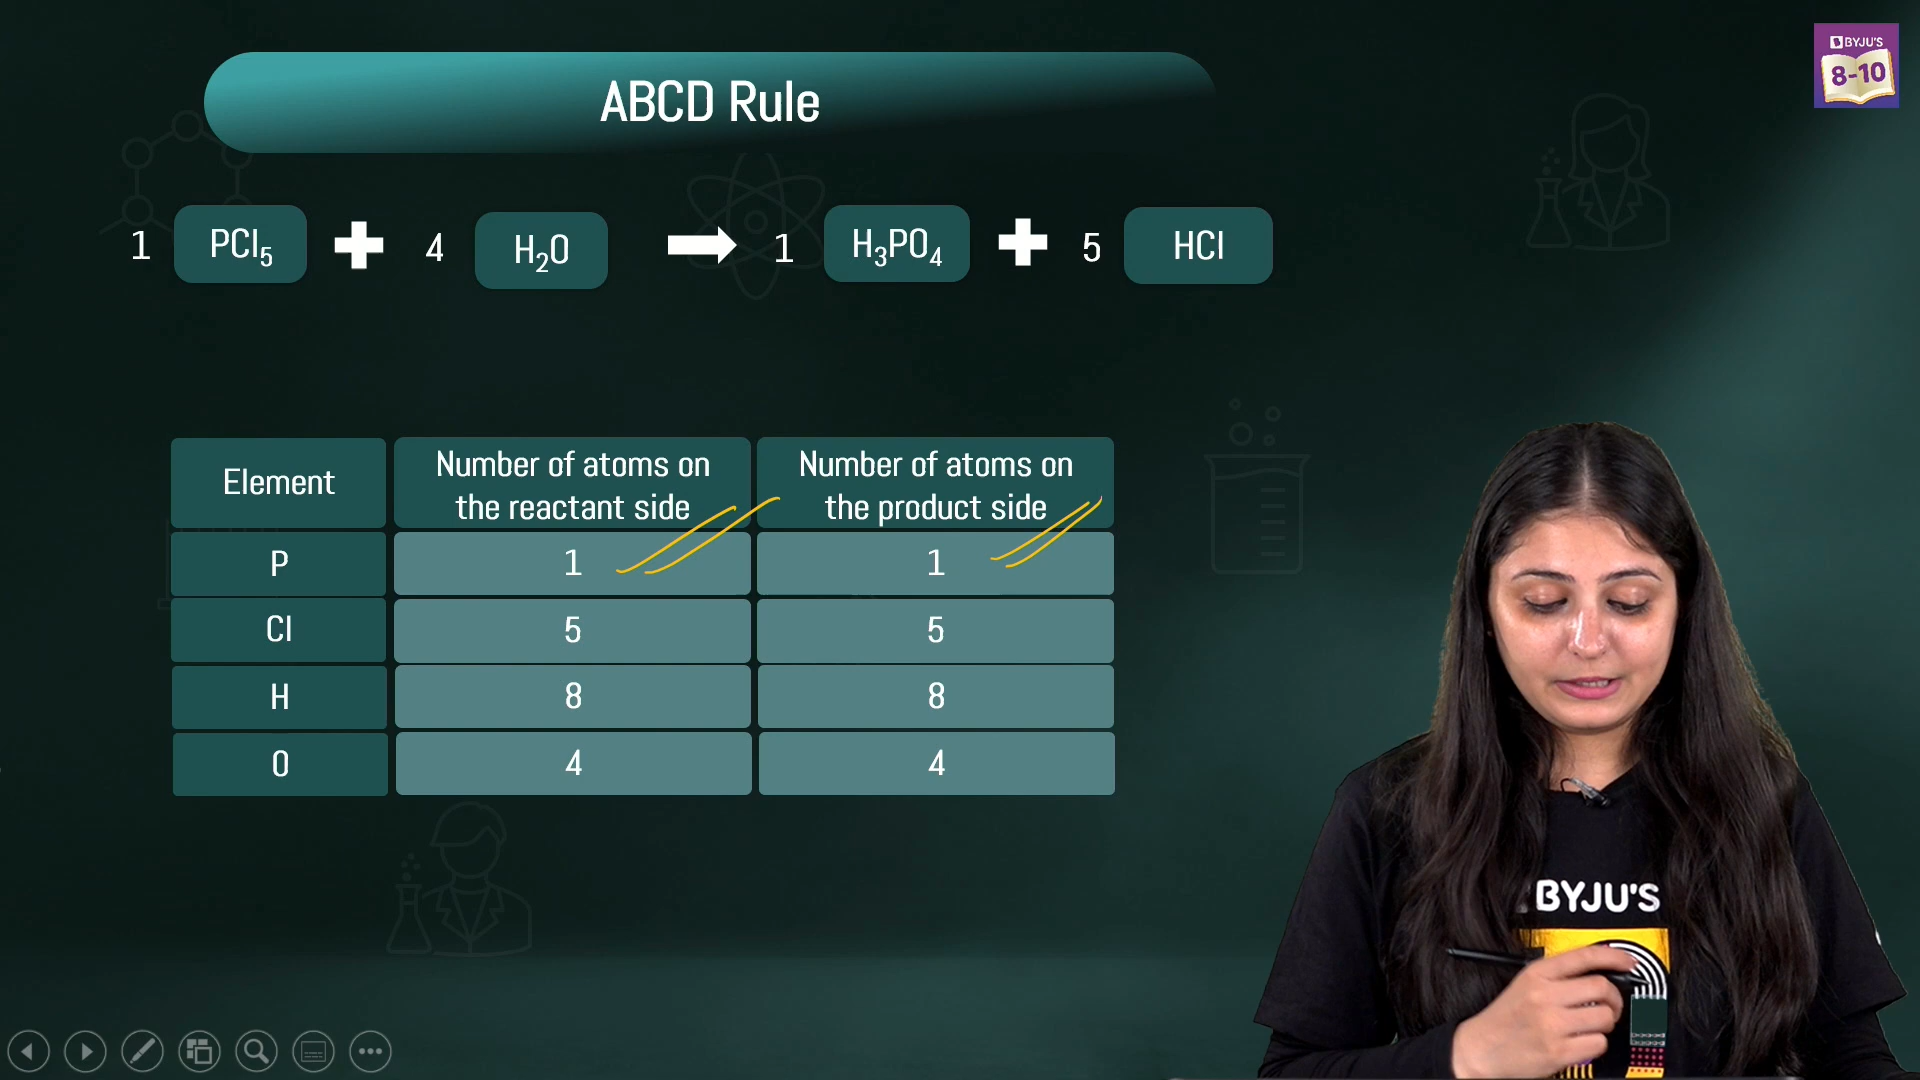 BYJU'S
8-10
ABCD Rule
1 PCl₅ + 4 H₂O → 1 H₃PO₄ + 5 HCl
Element
Number of atoms on
the reactant side
Number of atoms on
the product side
P 1 1
Cl 5 5
H 8 8
O 4 4
BYJU'S